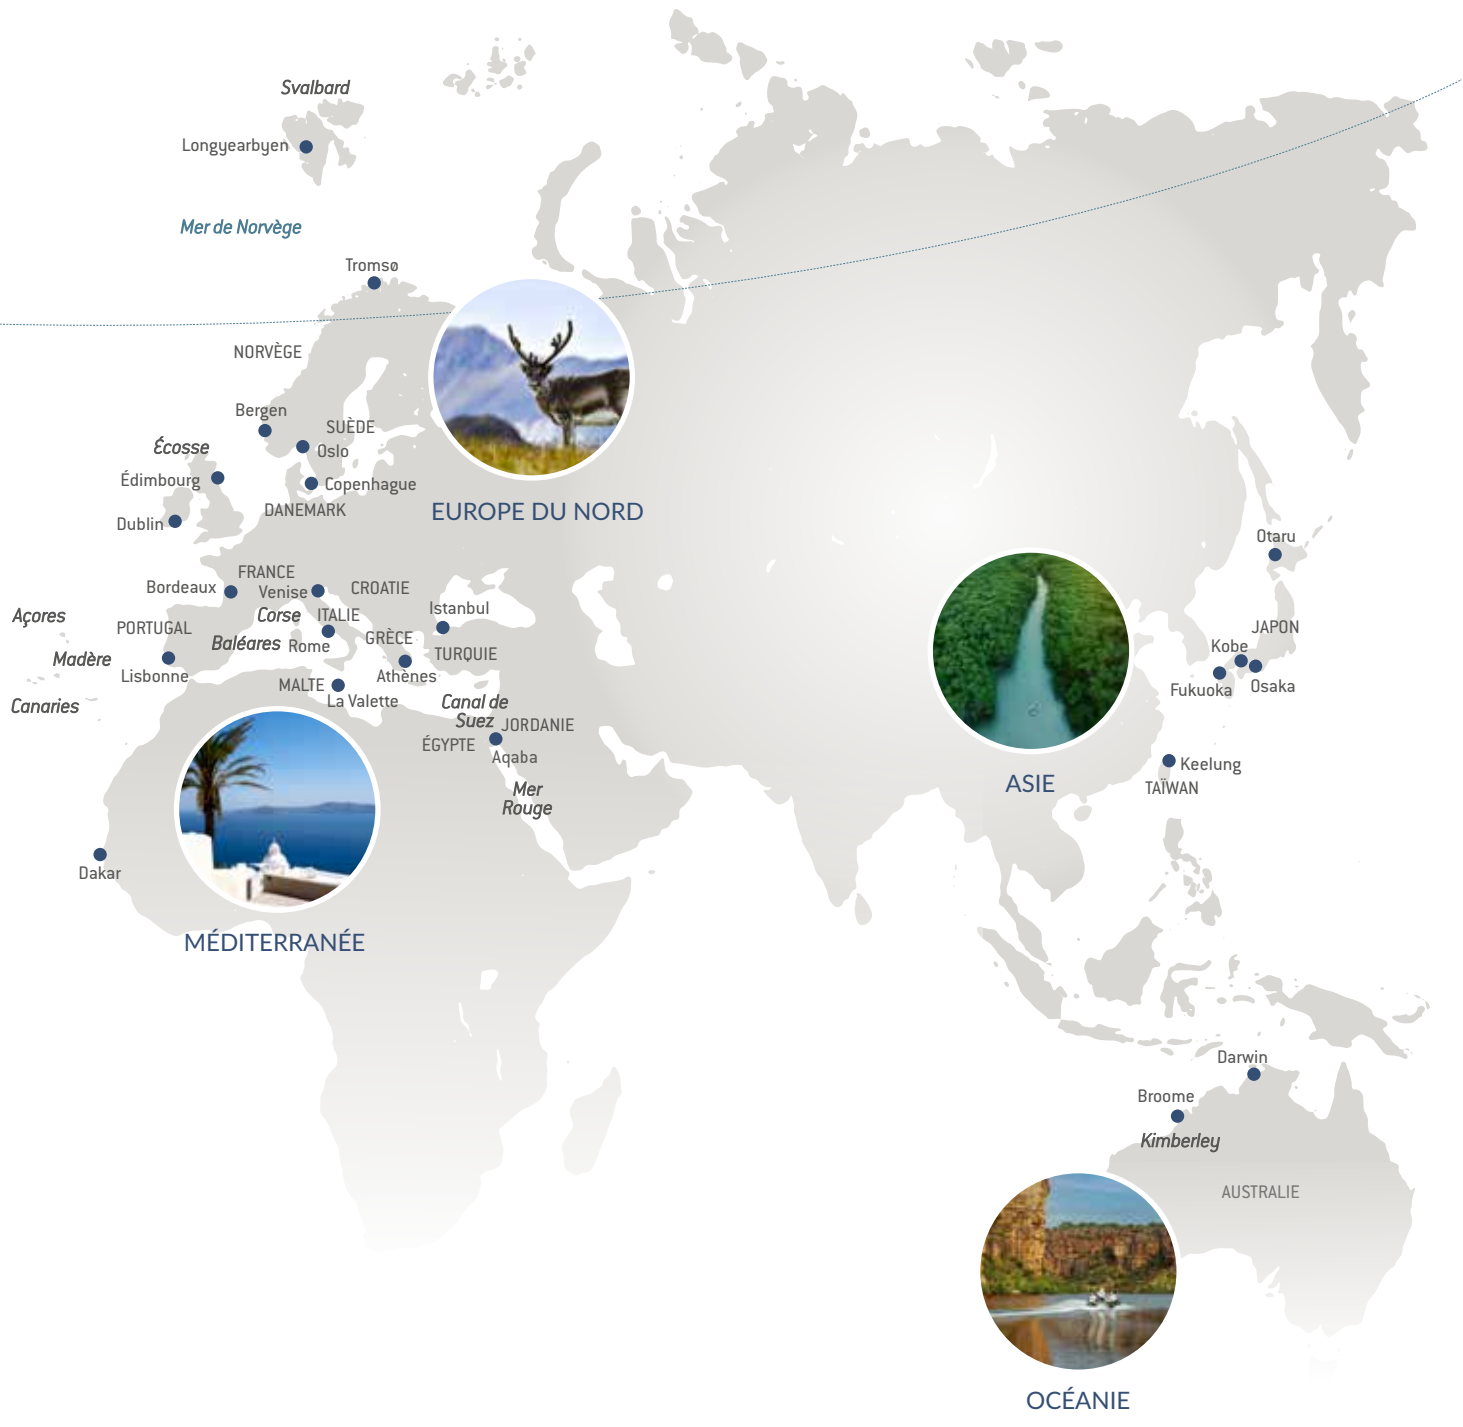 Svalbard
Longyearbyen
Mer de Norvège
Tromsø
NORVÈGE
Bergen
SUÈDE
Oslo
Écosse
Édimbourg
Copenhague
DANEMARK
Dublin
EUROPE DU NORD
Otaru
FRANCE
Bordeaux
Venise
CROATIE
Açores
Corse
ITALIE
Istanbul
PORTUGAL
Baléares
Rome
GRÈCE
TURQUIE
JAPON
Kobe
Madère
Lisbonne
Athènes
MALTE
La Valette
Fukuoka
Osaka
Canaries
Canal de
Suez
JORDANIE
ÉGYPTE
Aqaba
Keelung
TAÏWAN
ASIE
Mer
Rouge
Dakar
MÉDITERRANÉE
Darwin
Broome
Kimberley
AUSTRALIE
OCÉANIE